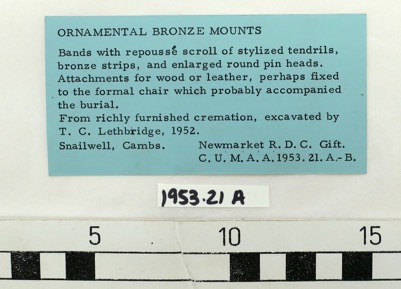 ORNAMENTAL BRONZE MOUNTS
Bands with repoussé scroll of stylized tendrils,
bronze strips, and enlarged round pin heads.
Attachments for wood or leather, perhaps fixed
to the formal chair which probably accompanied
the burial.
From richly furnished cremation, excavated by
T. C. Lethbridge, 1952.
Snailwell, Cambs. Newmarket R. D. C. Gift.
C. U. M. A. A. 1953. 21. A.- B.
1953.21 A
5 10 15